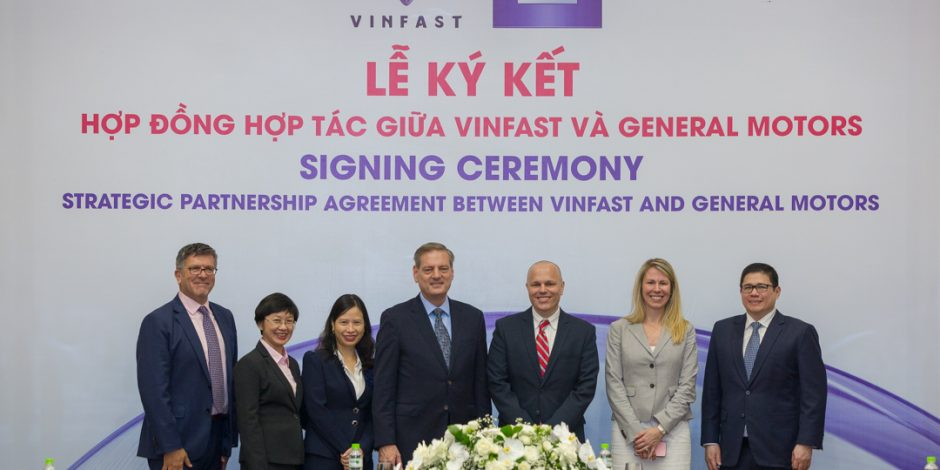 VINFAST
LỄ KÝ KẾT
HỢP ĐỒNG HỢP TÁC GIỮA VINFAST VÀ GENERAL MOTORS
SIGNING CEREMONY
STRATEGIC PARTNERSHIP AGREEMENT BETWEEN VINFAST AND GENERAL MOTORS